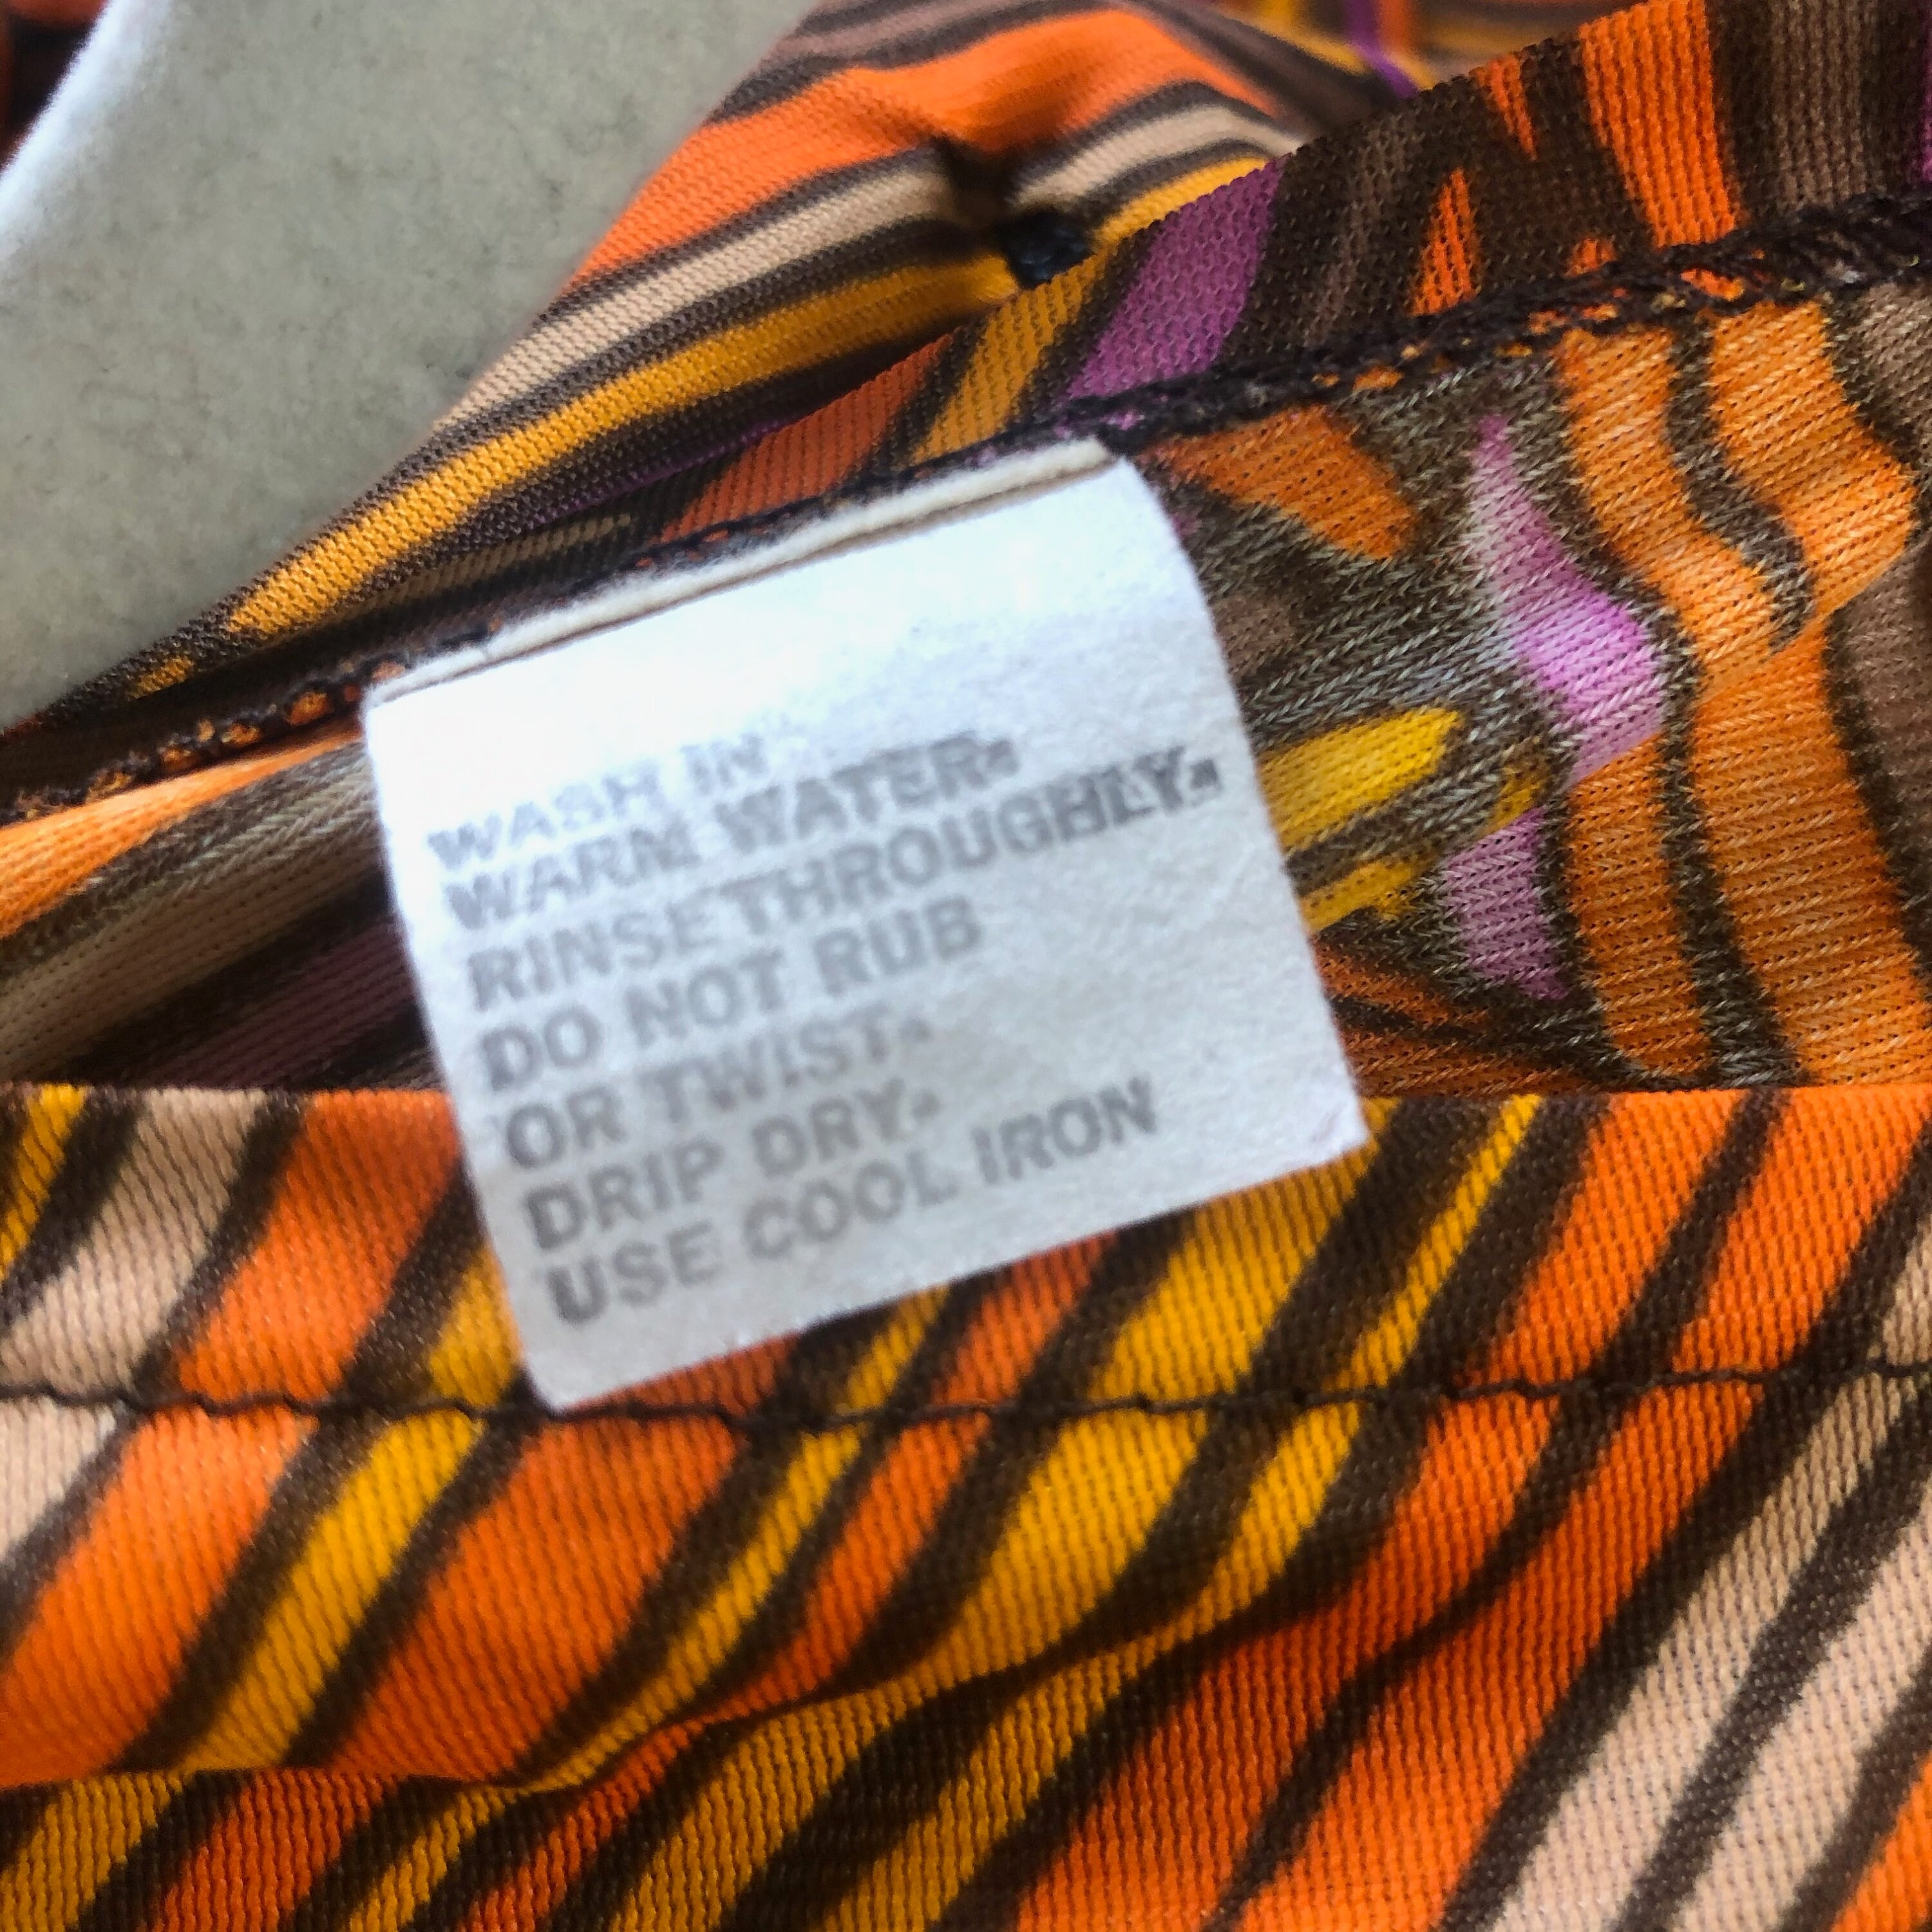 WASH IN
WARM WATER.
RINSE THROUGHLY.
DO NOT RUB
OR TWIST.
DRIP DRY.
USE COOL IRON